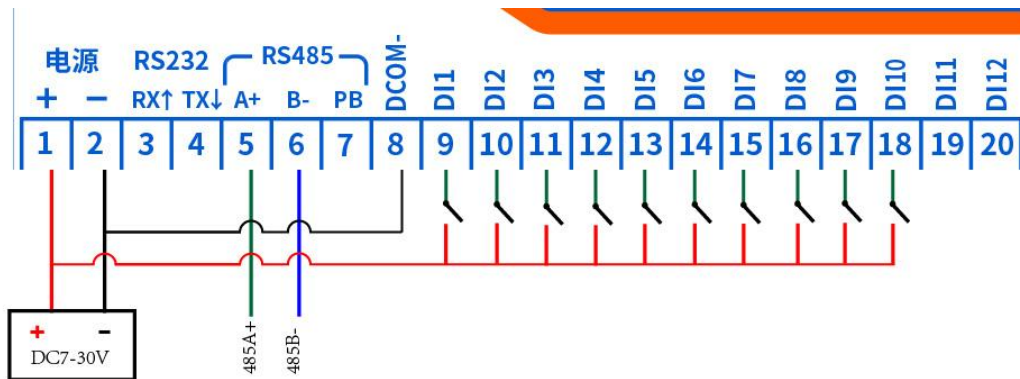 电源 RS232 RS485 DCOM- DI1 DI2 DI3 DI4 DI5 DI6 DI7 DI8 DI9 DI10 DI11 DI12
+ − RX↑ TX↓ A+ B- PB
1 2 3 4 5 6 7 8 9 10 11 12 13 14 15 16 17 18 19 20
+ -
DC7-30V
485A+
485B-